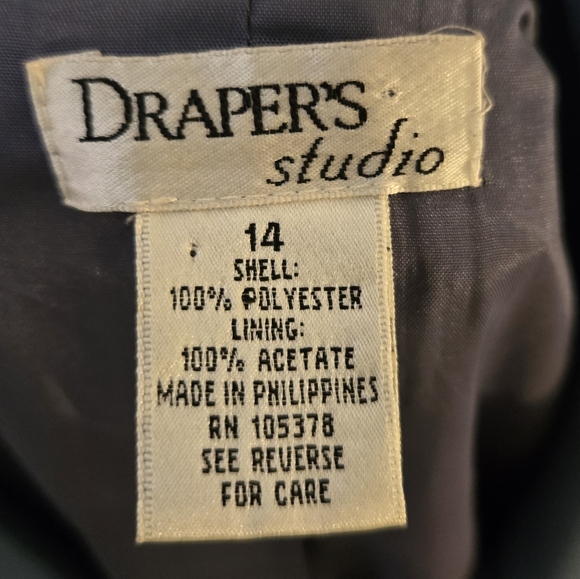 DRAPER'S
studio
14
SHELL:
100% POLYESTER
LINING:
100% ACETATE
MADE IN PHILIPPINES
RN 105378
SEE REVERSE
FOR CARE